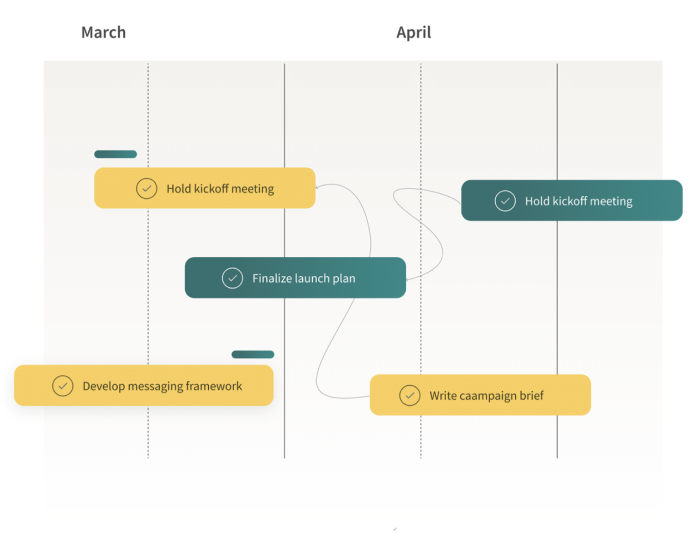 March
April
Hold kickoff meeting
Hold kickoff meeting
Finalize launch plan
Develop messaging framework
Write caampaign brief